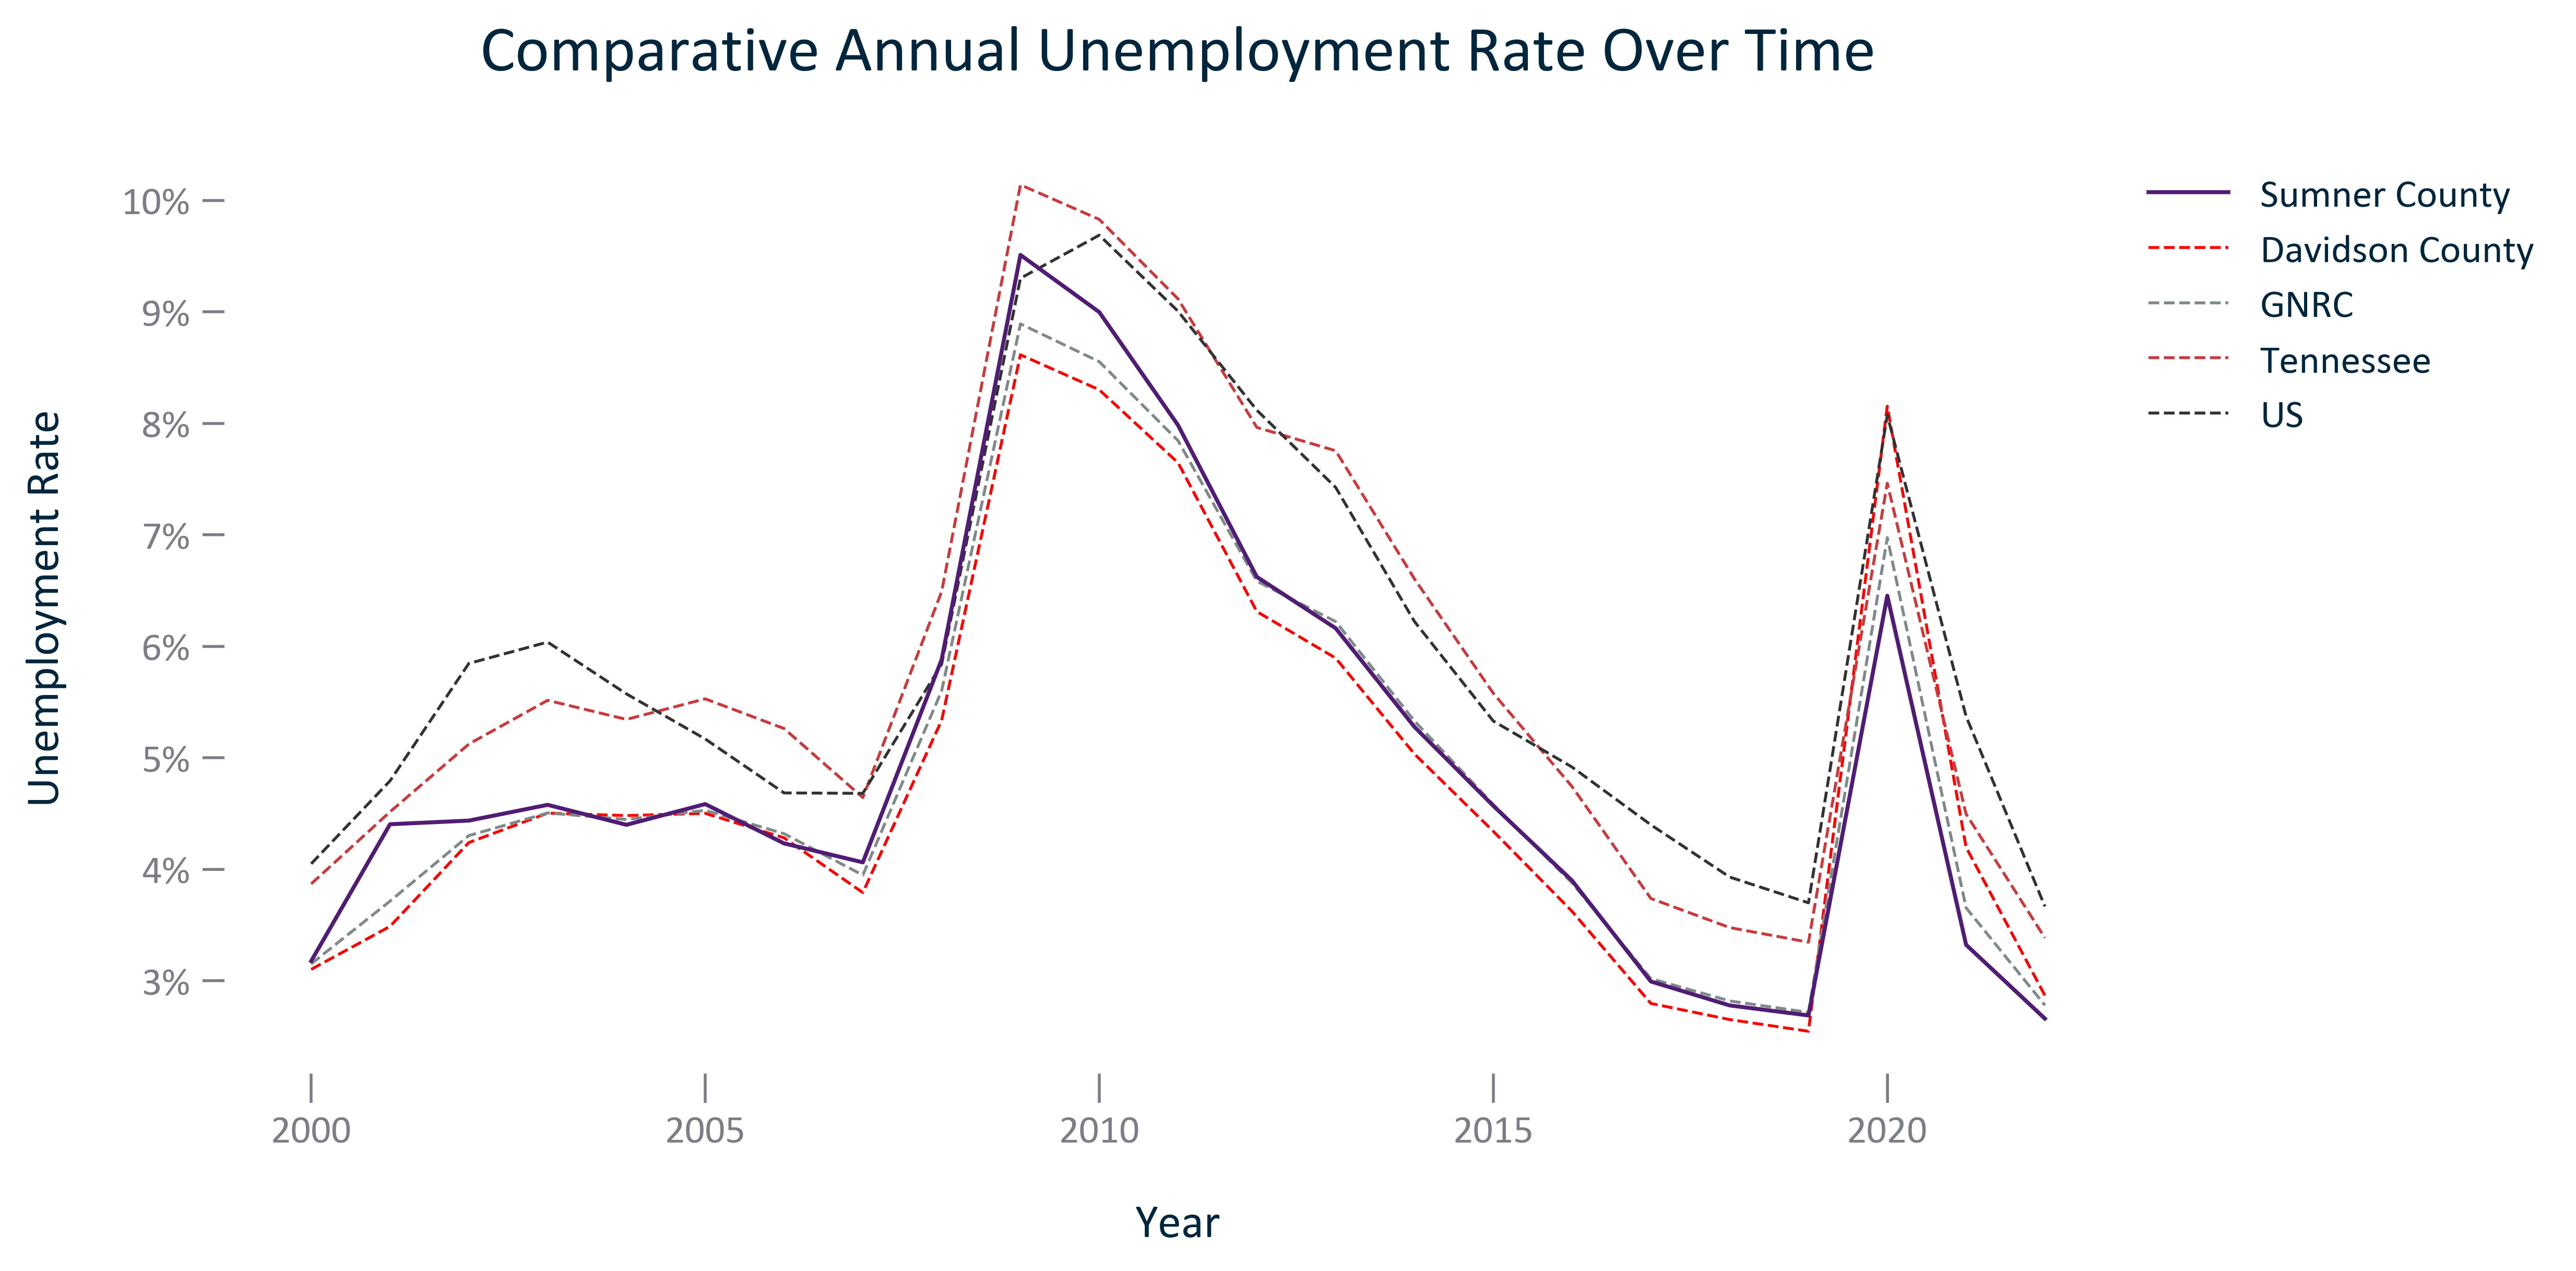 Comparative Annual Unemployment Rate Over Time
Unemployment Rate
10%
9%
8%
7%
6%
5%
4%
3%
2000
2005
2010
2015
2020
Year
Sumner County
Davidson County
GNRC
Tennessee
US